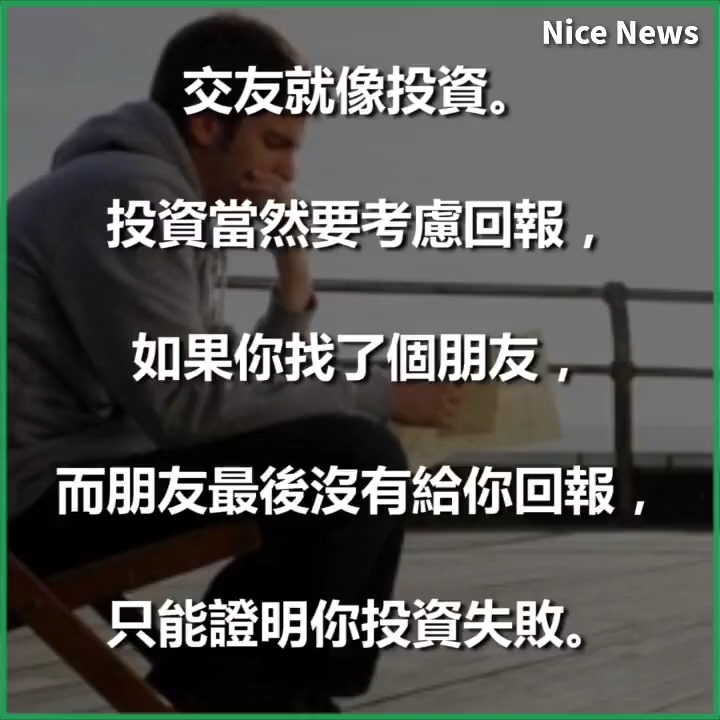 Nice News
交友就像投資。
投資當然要考慮回報，
如果你找了個朋友，
而朋友最後沒有給你回報，
只能證明你投資失敗。